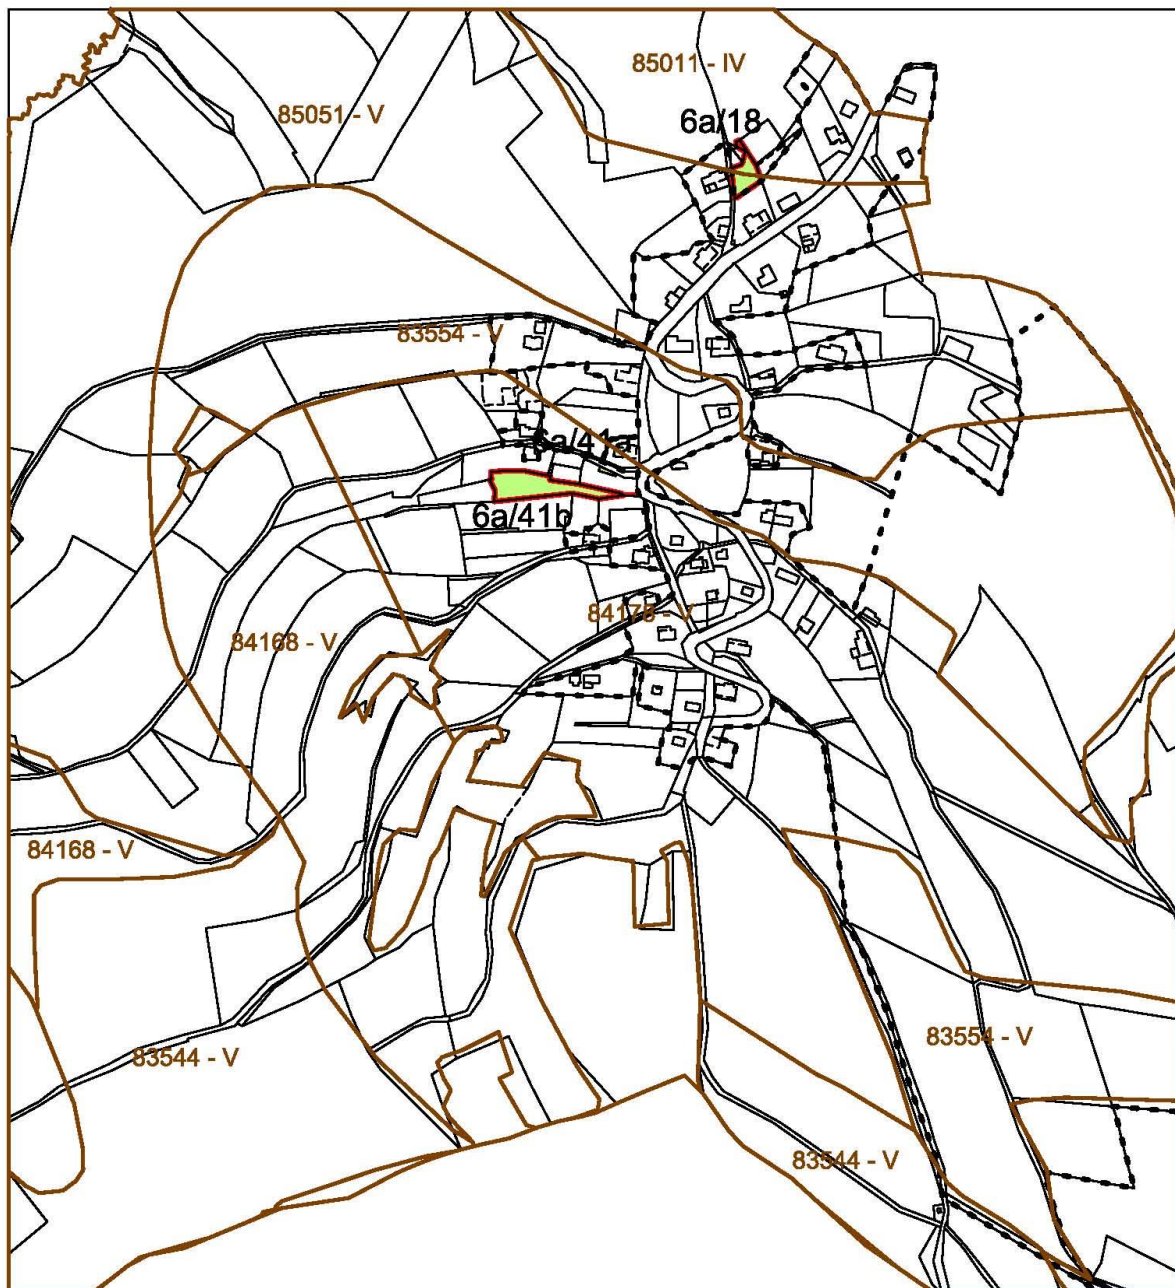 85011 - IV
85051 - V
6a/18
83554 - V
6a/41a
6a/41b
84178 - V
84168 - V
84168 - V
83554 - V
83544 - V
83544 - V